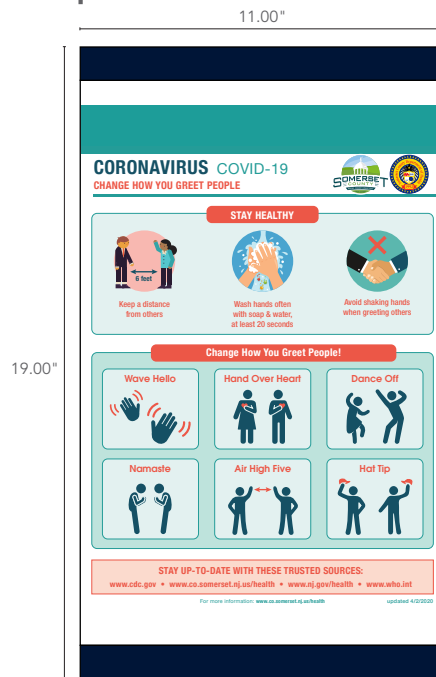 11.00"
19.00"
CORONAVIRUS COVID-19
CHANGE HOW YOU GREET PEOPLE
SOMERSET
COUNTY
STAY HEALTHY
6 feet
Keep a distance
from others
Wash hands often
with soap & water,
at least 20 seconds
Avoid shaking hands
when greeting others
Change How You Greet People!
Wave Hello
Hand Over Heart
Dance Off
Namaste
Air High Five
Hat Tip
STAY UP-TO-DATE WITH THESE TRUSTED SOURCES:
www.cdc.gov • www.co.somerset.nj.us/health • www.nj.gov/health • www.who.int
For more information: www.co.somerset.nj.us/health
updated 4/2/2020